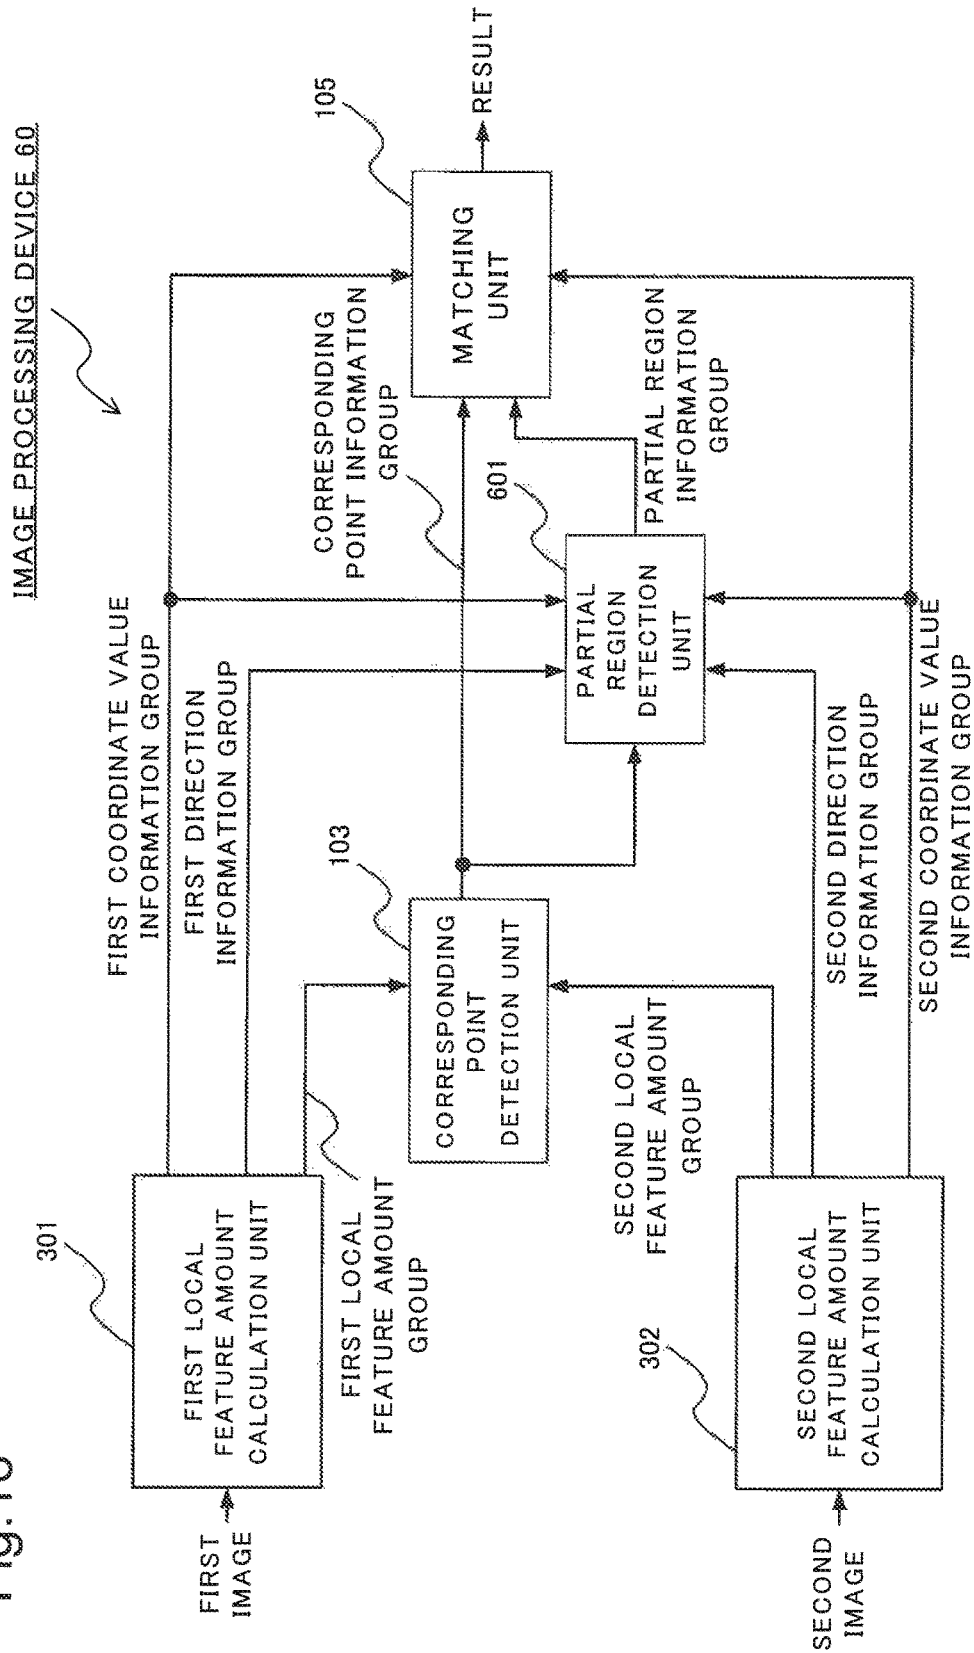 Fig.
IMAGE PROCESSING DEVICE 60
FIRST
IMAGE
301
FIRST LOCAL
FEATURE AMOUNT
CALCULATION UNIT
FIRST COORDINATE VALUE
INFORMATION GROUP
FIRST DIRECTION
INFORMATION GROUP
FIRST LOCAL
FEATURE AMOUNT
GROUP
103
CORRESPONDING
POINT
DETECTION UNIT
CORRESPONDING
POINT INFORMATION
GROUP
105
MATCHING
UNIT
RESULT
601
PARTIAL
REGION
DETECTION
UNIT
PARTIAL REGION
INFORMATION
GROUP
SECOND LOCAL
FEATURE AMOUNT
GROUP
SECOND
IMAGE
302
SECOND LOCAL
FEATURE AMOUNT
CALCULATION UNIT
SECOND DIRECTION
INFORMATION GROUP
SECOND COORDINATE VALUE
INFORMATION GROUP